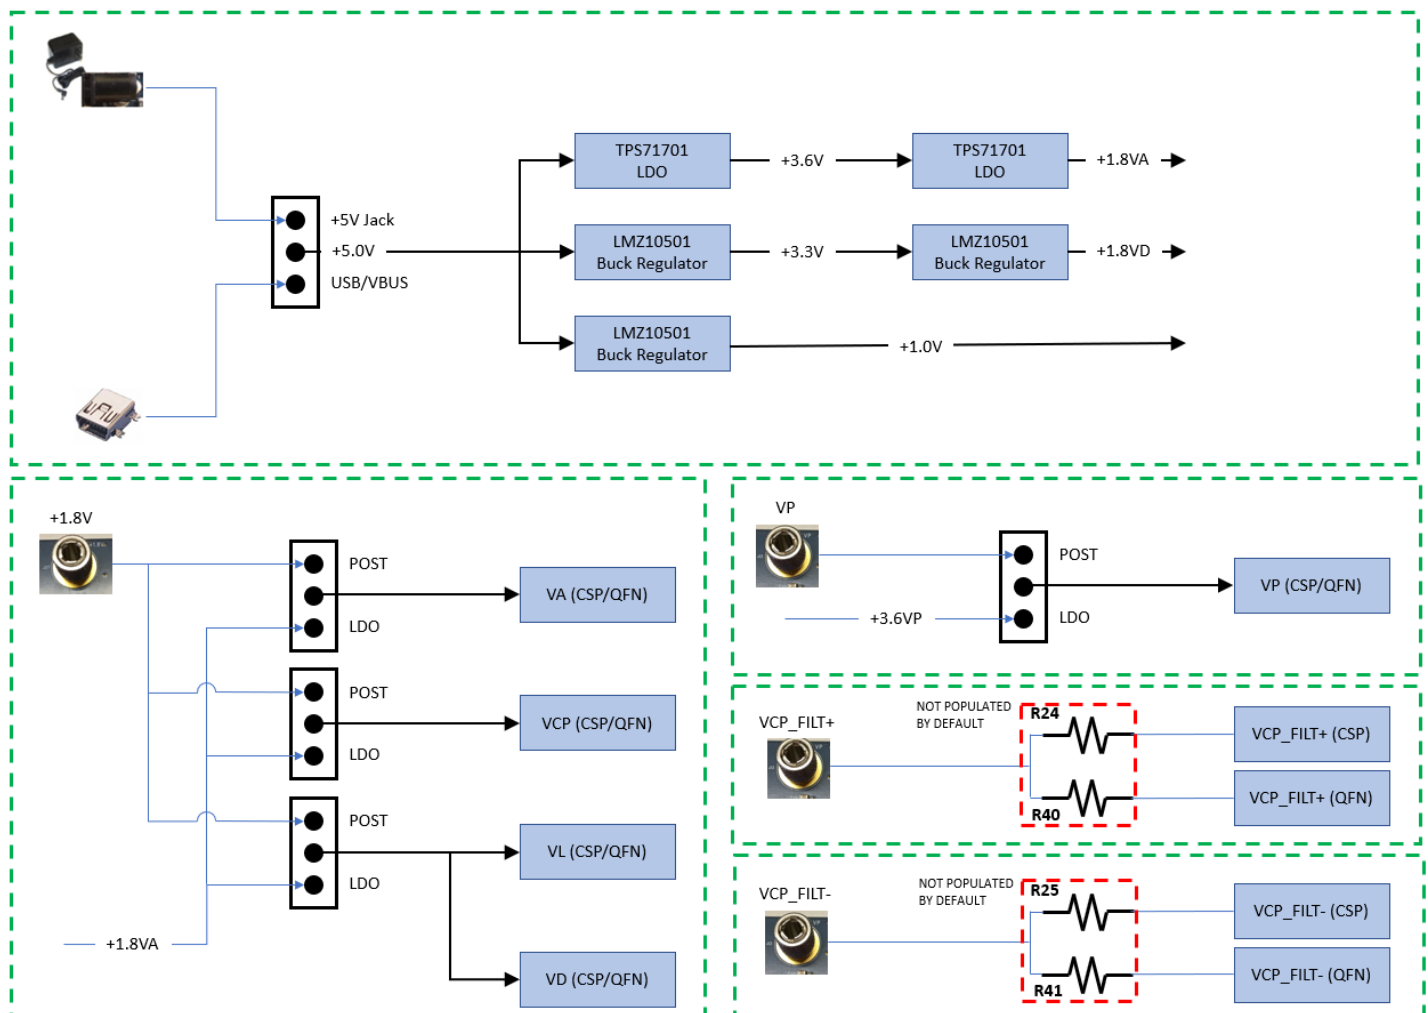 TPS71701
LDO
+3.6V
TPS71701
LDO
+1.8VA
+5V Jack
+5.0V
USB/VBUS
LMZ10501
Buck Regulator
+3.3V
LMZ10501
Buck Regulator
+1.8VD
LMZ10501
Buck Regulator
+1.0V
+1.8V
POST
LDO
VA (CSP/QFN)
POST
LDO
VCP (CSP/QFN)
POST
LDO
VL (CSP/QFN)
+1.8VA
VD (CSP/QFN)
VP
VP
POST
+3.6VP
LDO
VP (CSP/QFN)
VCP_FILT+
VP
NOT POPULATED
BY DEFAULT
R24
R40
VCP_FILT+ (CSP)
VCP_FILT+ (QFN)
VCP_FILT-
VP
NOT POPULATED
BY DEFAULT
R25
R41
VCP_FILT- (CSP)
VCP_FILT- (QFN)